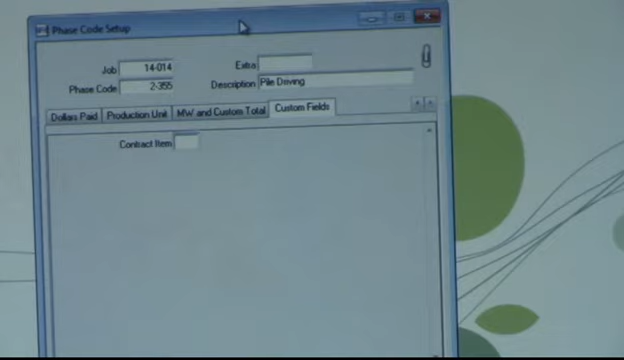 Phase Code Setup
Job 14-014 Extra
Phase Code 2-355 Description Pile Driving
Dollars Paid Production Unit MW and Custom Total Custom Fields
Contract Item